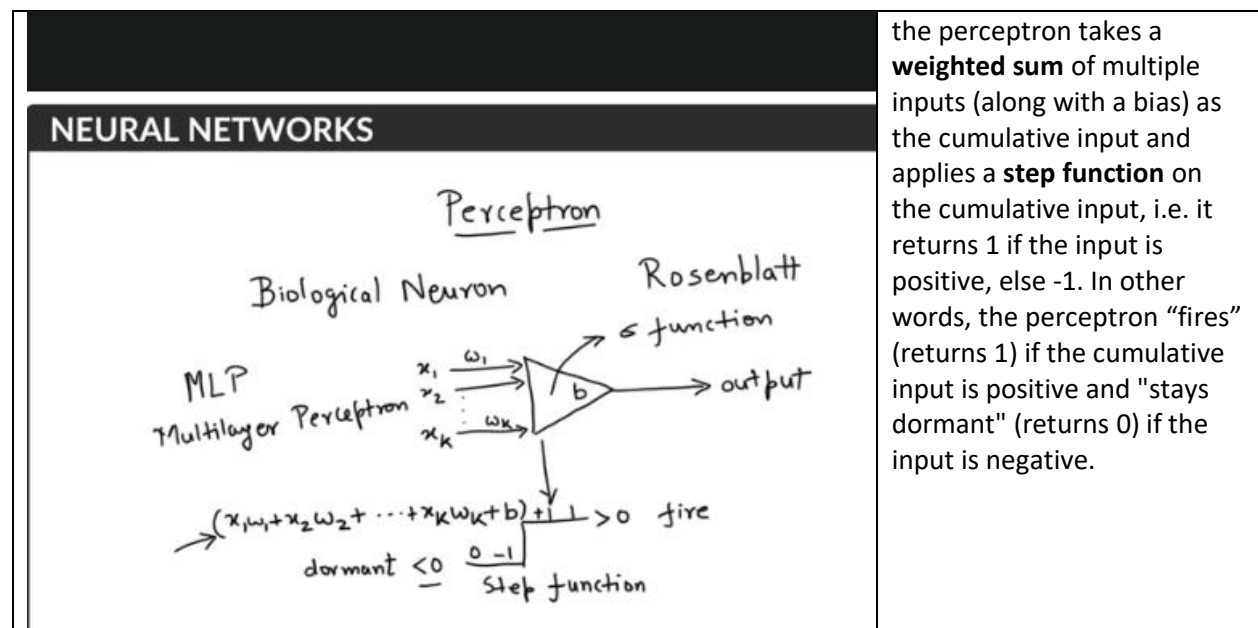 NEURAL NETWORKS
Perceptron
Biological Neuron
Rosenblatt
σ function
MLP
Multilayer Perceptron
x₁ ω₁
x₂
⋮
x_K ω_K
b
output
(x₁ω₁+x₂ω₂+ ⋯+x_Kω_K+b) +1 1 >0 fire
dormant <0 0 -1
Step function
the perceptron takes a
weighted sum of multiple
inputs (along with a bias) as
the cumulative input and
applies a step function on
the cumulative input, i.e. it
returns 1 if the input is
positive, else -1. In other
words, the perceptron “fires”
(returns 1) if the cumulative
input is positive and "stays
dormant" (returns 0) if the
input is negative.